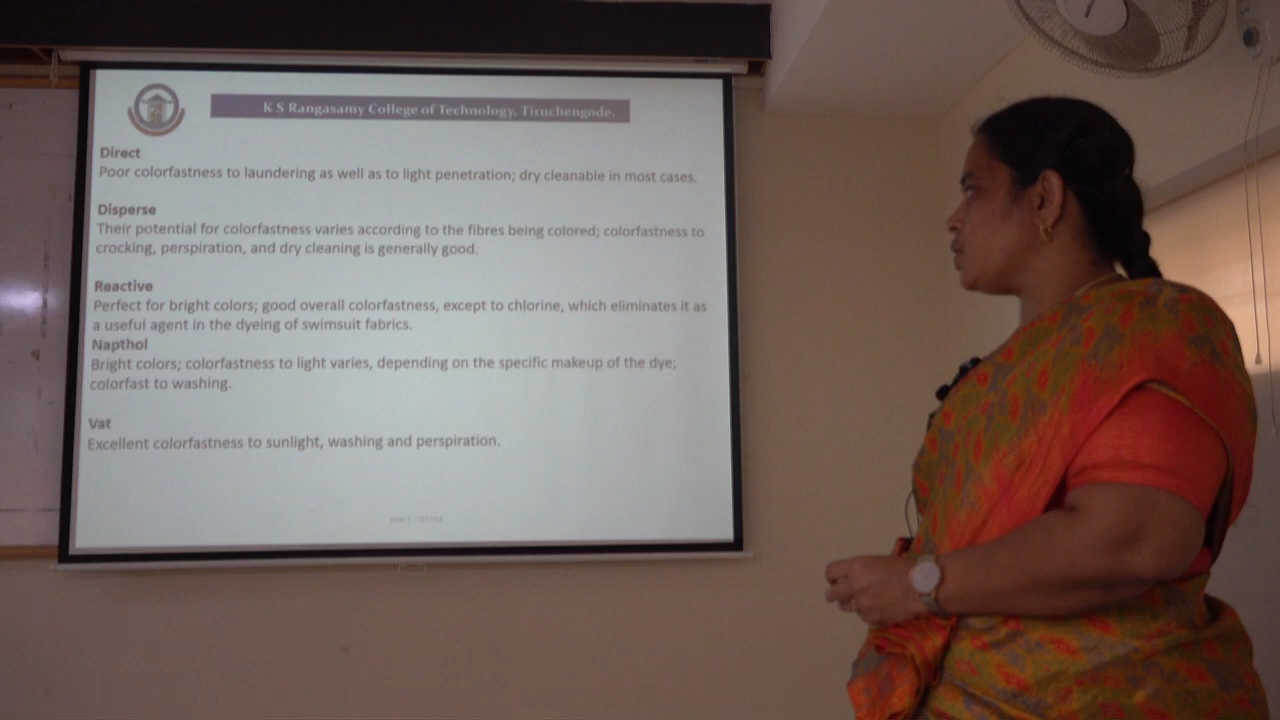 K S Rangasamy College of Technology, Tiruchengode.
Direct
Poor colorfastness to laundering as well as to light penetration; dry cleanable in most cases.
Disperse
Their potential for colorfastness varies according to the fibres being colored; colorfastness to
crocking, perspiration, and dry cleaning is generally good.
Reactive
Perfect for bright colors; good overall colorfastness, except to chlorine, which eliminates it as
a useful agent in the dyeing of swimsuit fabrics.
Napthol
Bright colors; colorfastness to light varies, depending on the specific makeup of the dye;
colorfast to washing.
Vat
Excellent colorfastness to sunlight, washing and perspiration.